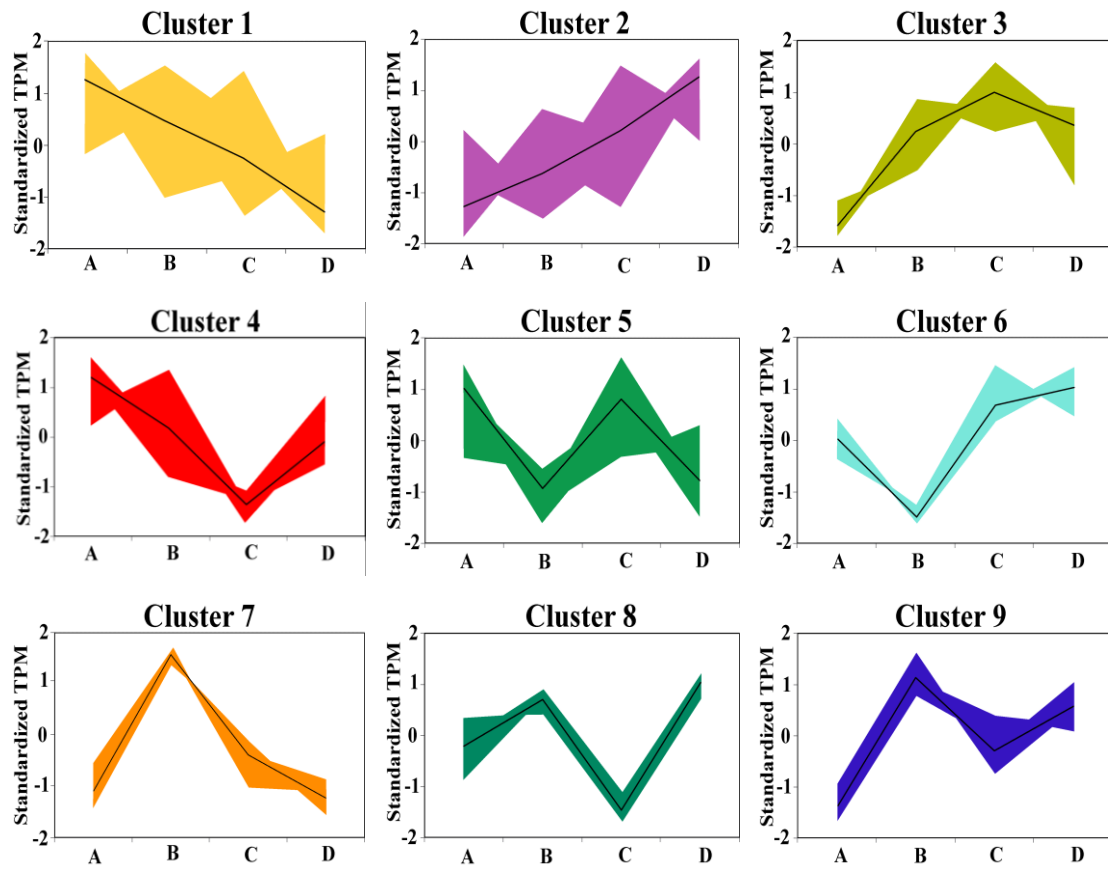 Cluster 1
Standardized TPM
2
1
0
-1
-2
A B C D
Cluster 2
Standardized TPM
2
1
0
-1
-2
A B C D
Cluster 3
Srandardized TPM
2
1
0
-1
-2
A B C D
Cluster 4
Standardized TPM
2
1
0
-1
-2
A B C D
Cluster 5
Standardized TPM
2
1
0
-1
-2
A B C D
Cluster 6
Standardized TPM
2
1
0
-1
-2
A B C D
Cluster 7
Standardized TPM
2
1
0
-1
-2
A B C D
Cluster 8
Standardized TPM
2
1
0
-1
-2
A B C D
Cluster 9
Standardized TPM
2
1
0
-1
-2
A B C D